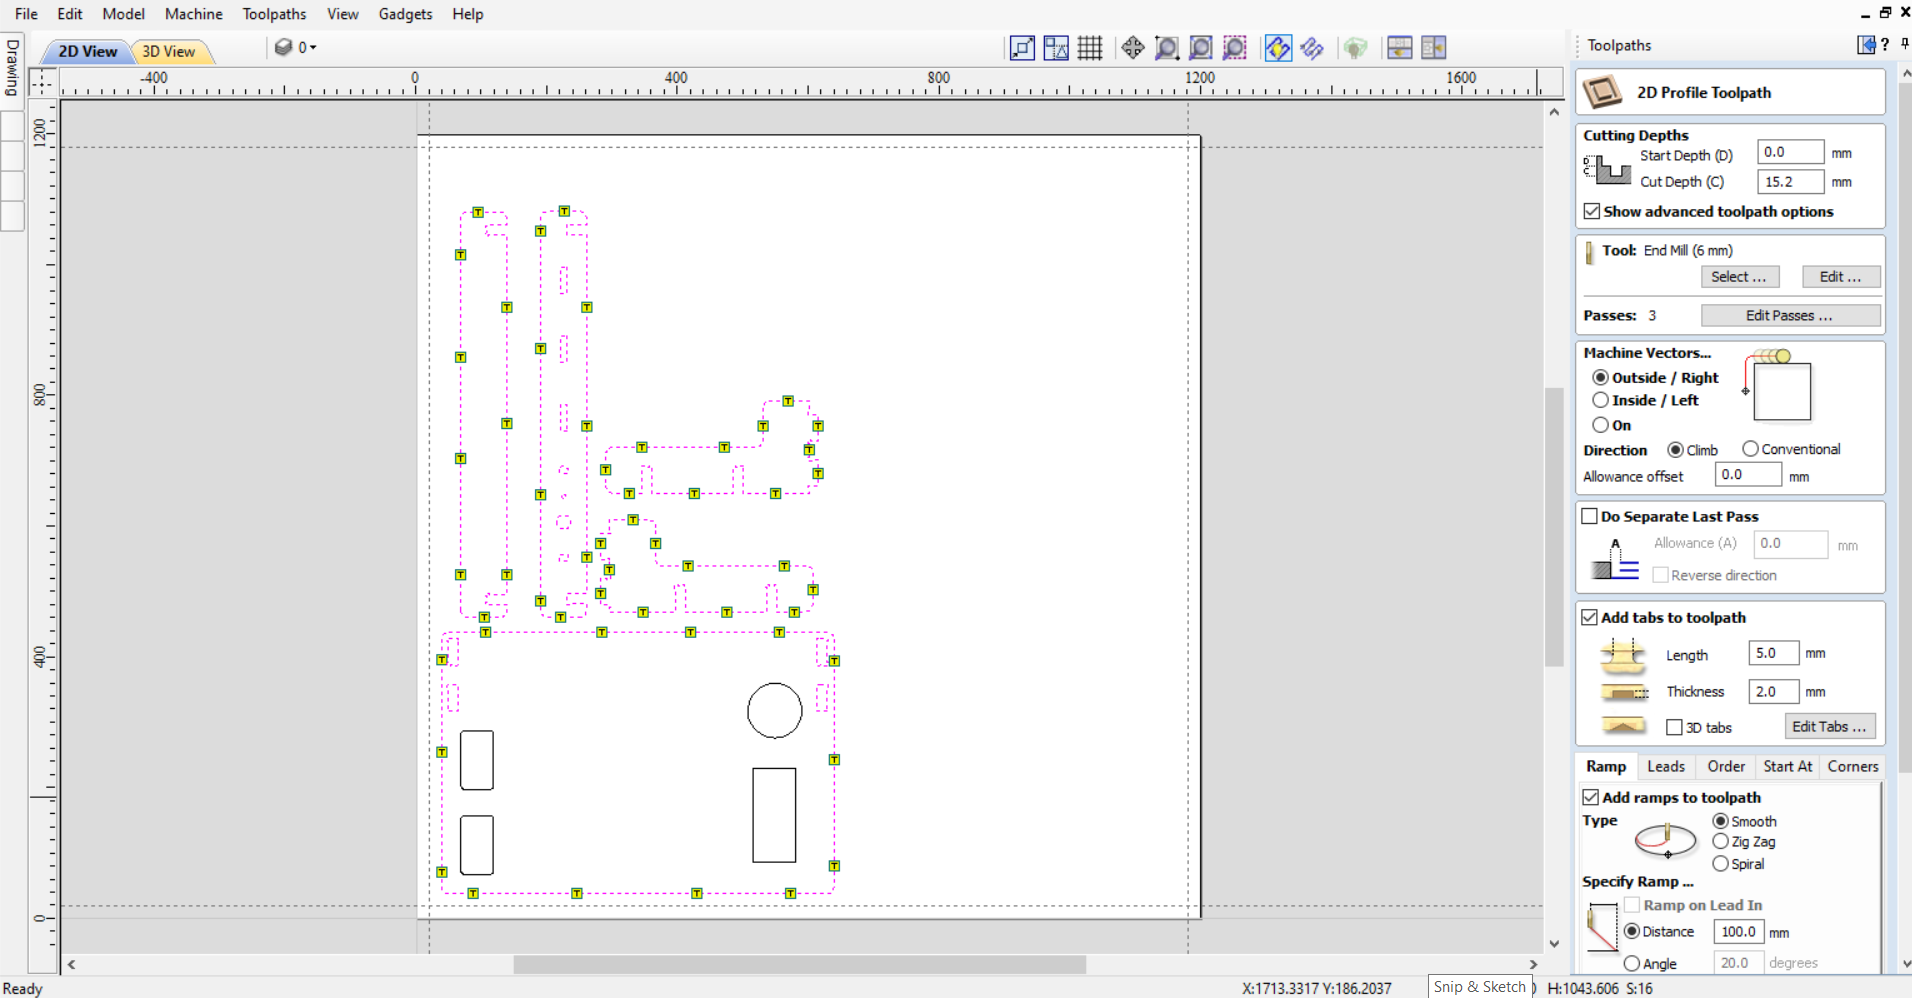 File Edit Model Machine Toolpaths View Gadgets Help
Drawing
2D View 3D View 0
-400 0 400 800 1200 1600
1200
800
400
0
T T T T T T T T T T T T T T T T T T T T T T T T T T T T T T T T T T T T T T T T T T T T T T T T T T T T T T T
Toolpaths ?
2D Profile Toolpath
Cutting Depths
D
C
Start Depth (D) 0.0 mm
Cut Depth (C) 15.2 mm
Show advanced toolpath options
Tool: End Mill (6 mm)
Select ... Edit ...
Passes: 3 Edit Passes ...
Machine Vectors...
Outside / Right
Inside / Left
On
Direction Climb Conventional
Allowance offset 0.0 mm
Do Separate Last Pass
A Allowance (A) 0.0 mm
Reverse direction
Add tabs to toolpath
Length 5.0 mm
Thickness 2.0 mm
3D tabs Edit Tabs ...
Ramp Leads Order Start At Corners
Add ramps to toolpath
Type Smooth
Zig Zag
Spiral
Specify Ramp ...
Ramp on Lead In
Distance 100.0 mm
Angle 20.0 degrees
Ready X:1713.3317 Y:186.2037 Snip & Sketch H:1043.606 S:16